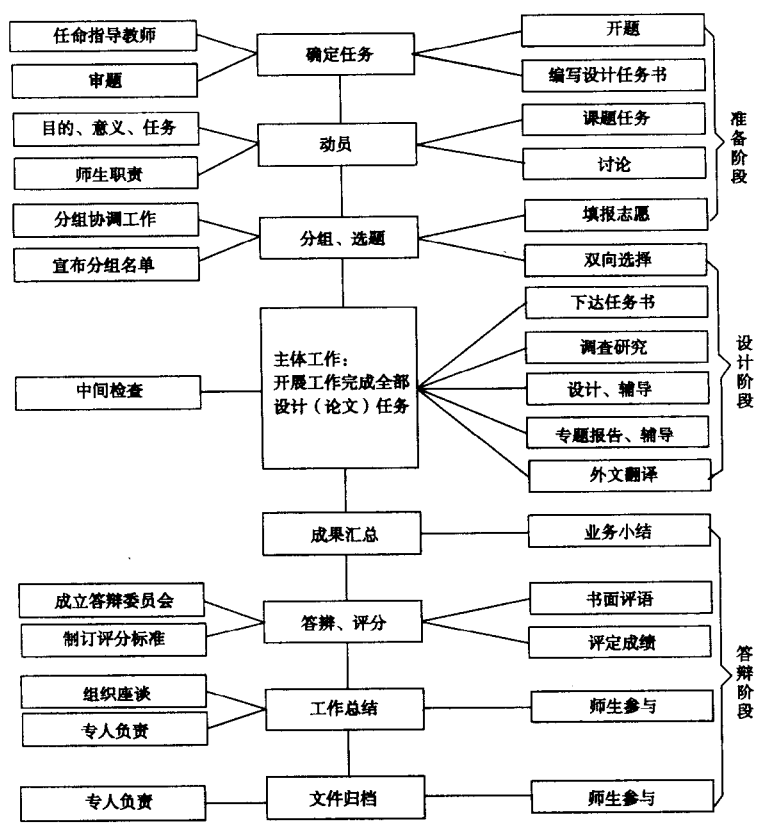 任命指导教师
确定任务
开题
审题
编写设计任务书
目的、意义、任务
动员
课题任务
师生职责
讨论
准备阶段
分组协调工作
分组、选题
填报志愿
宣布分组名单
双向选择
下达任务书
主体工作：
开展工作完成全部
设计（论文）任务
调查研究
中间检查
设计、辅导
设计阶段
专题报告、辅导
外文翻译
成果汇总
业务小结
成立答辩委员会
答辨、评分
书面评语
制订评分标准
评定成绩
答辩阶段
组织座谈
工作总结
师生参与
专人负责
专人负责
文件归档
师生参与